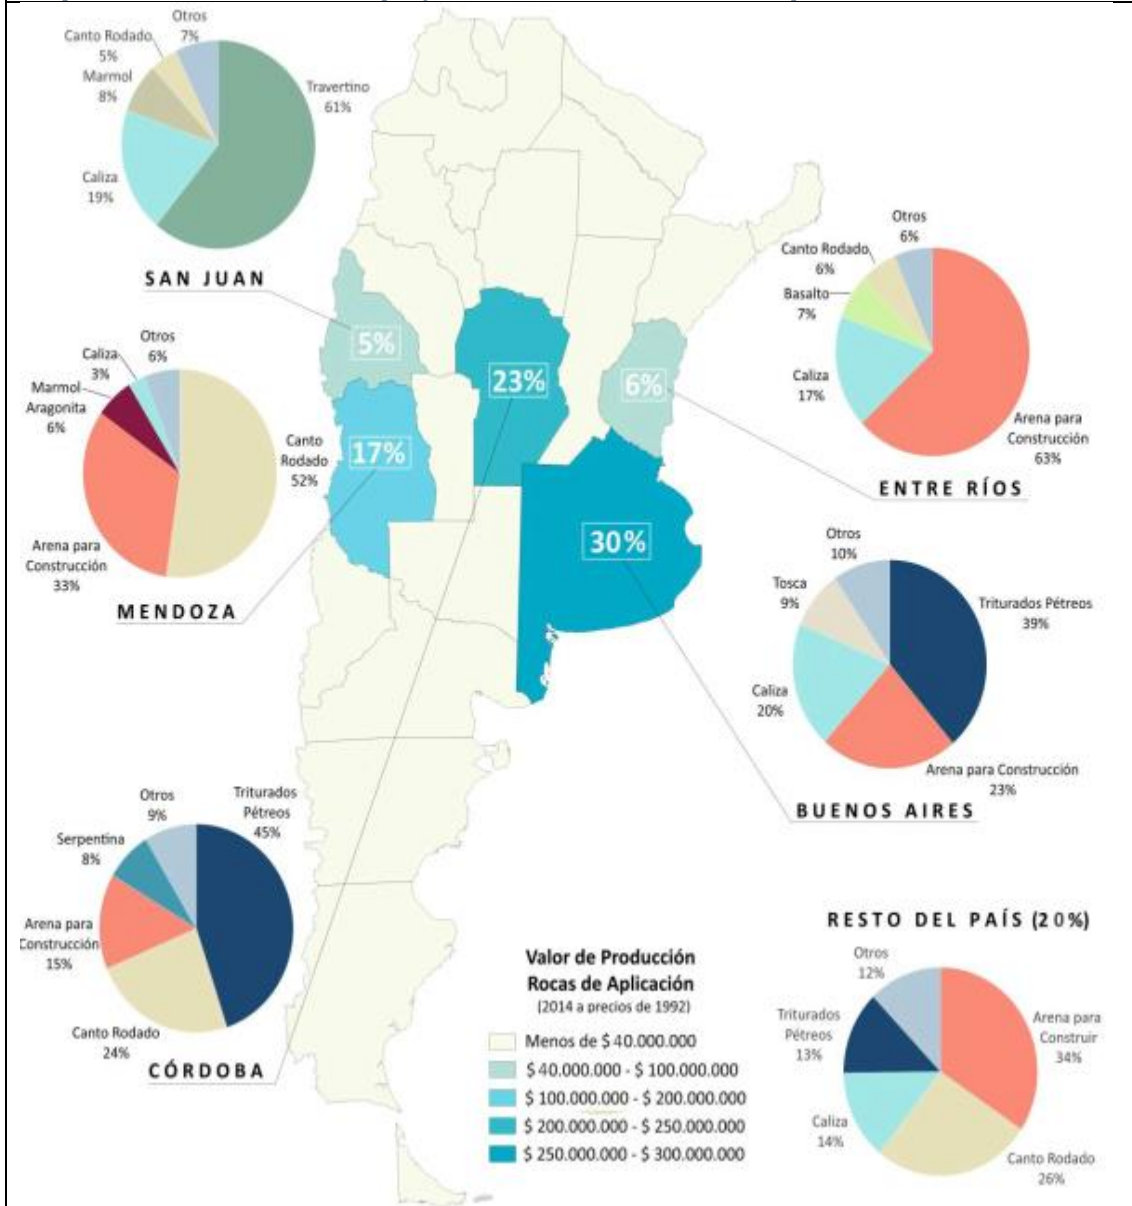 Otros
7%
Canto Rodado
5%
Marmol
8%
Travertino
61%
Caliza
19%
SAN JUAN
5%
Otros
6%
Canto Rodado
6%
Basalto
7%
Caliza
17%
Arena para
Construcción
63%
ENTRE RÍOS
6%
23%
Otros
6%
Caliza
3%
Marmol
Aragonita
6%
Canto
Rodado
52%
Arena para
Construcción
33%
MENDOZA
17%
30%
Otros
10%
Tosca
9%
Triturados Pétreos
39%
Caliza
20%
Arena para Construcción
23%
BUENOS AIRES
Otros
9%
Triturados
Pétreos
45%
Serpentina
8%
Arena para
Construcción
15%
Canto Rodado
24%
CÓRDOBA
Valor de Producción
Rocas de Aplicación
(2014 a precios de 1992)
Menos de $ 40.000.000
$ 40.000.000 - $ 100.000.000
$ 100.000.000 - $ 200.000.000
$ 200.000.000 - $ 250.000.000
$ 250.000.000 - $ 300.000.000
RESTO DEL PAÍS (20%)
Otros
12%
Triturados
Pétreos
13%
Arena para
Construir
34%
Caliza
14%
Canto Rodado
26%